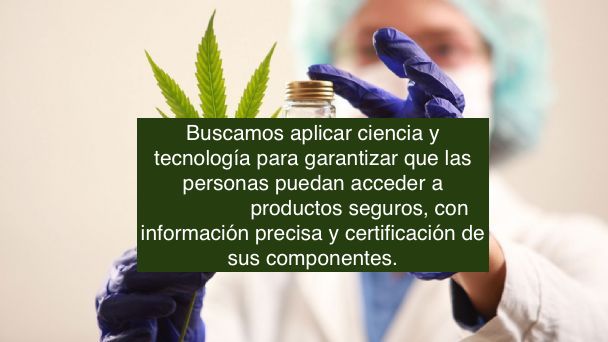 Buscamos aplicar ciencia y
tecnología para garantizar que las
personas puedan acceder a
productos seguros, con
información precisa y certificación de
sus componentes.